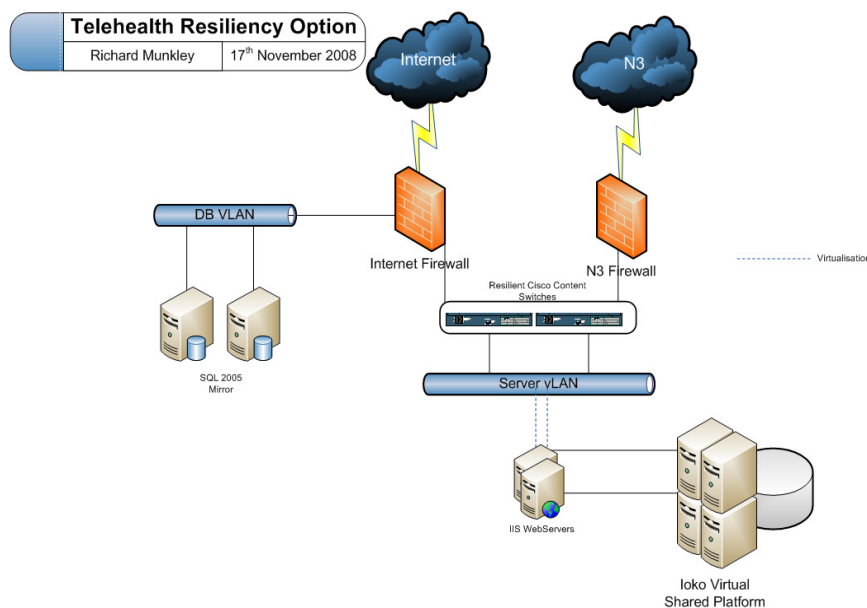 Telehealth Resiliency Option
Richard Munkley
17th November 2008
Internet
N3
DB VLAN
Internet Firewall
N3 Firewall
Virtualisation
Resilient Cisco Content
Switches
SQL 2005
Mirror
Server vLAN
IIS WebServers
Ioko Virtual
Shared Platform